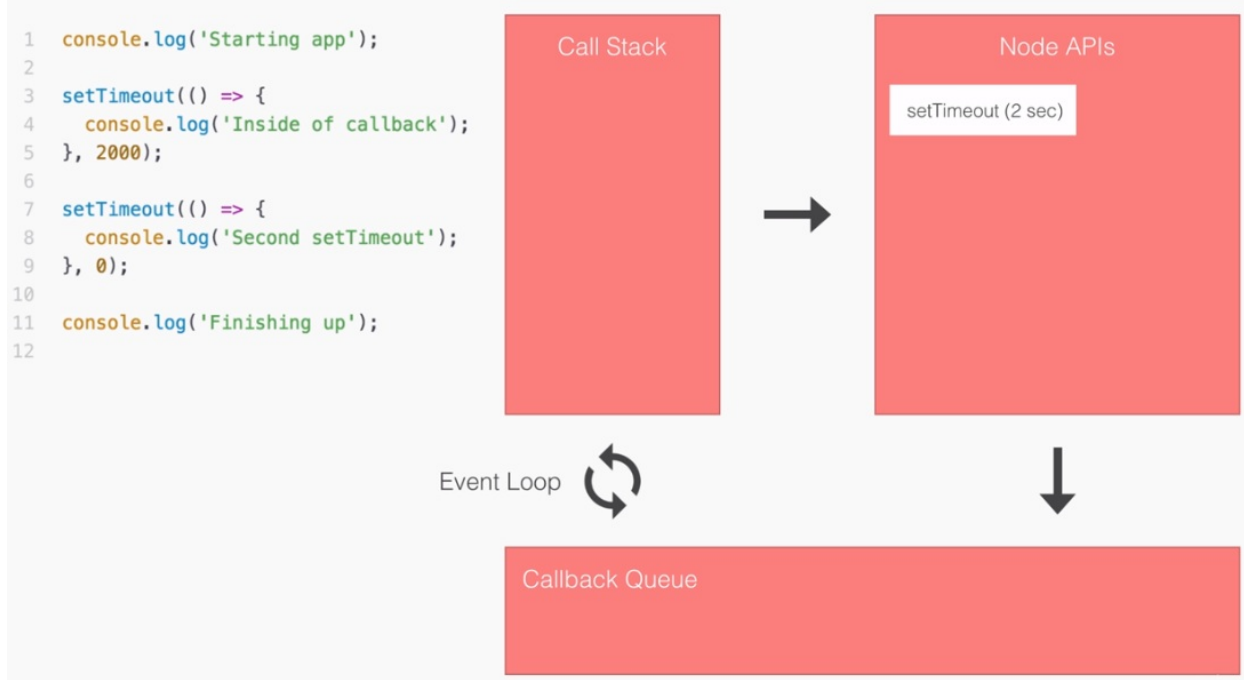 1 console.log('Starting app');
2
3 setTimeout(() => {
4   console.log('Inside of callback');
5 }, 2000);
6
7 setTimeout(() => {
8   console.log('Second setTimeout');
9 }, 0);
10
11 console.log('Finishing up');
12
Call Stack
Node APIs
setTimeout (2 sec)
Event Loop
Callback Queue